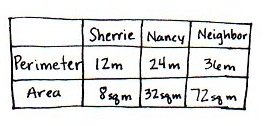 Sherrie Nancy Neighbor
Perimeter 12m 24m 36m
Area 8sqm 32sqm 72sqm